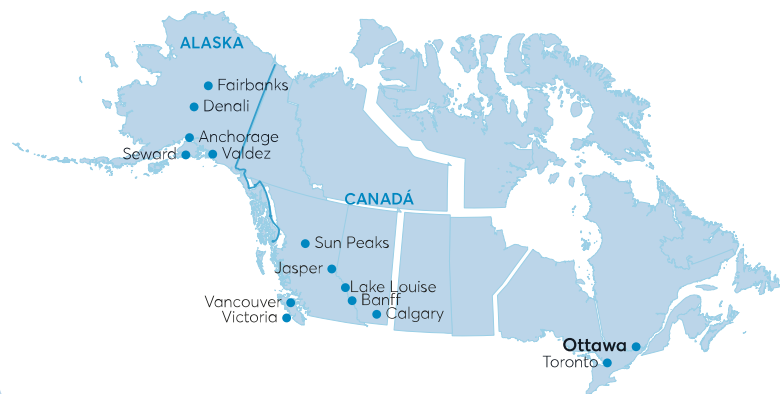 ALASKA
Fairbanks
Denali
Anchorage
Seward
Valdez
CANADÁ
Sun Peaks
Jasper
Lake Louise
Banff
Vancouver
Calgary
Victoria
Ottawa
Toronto